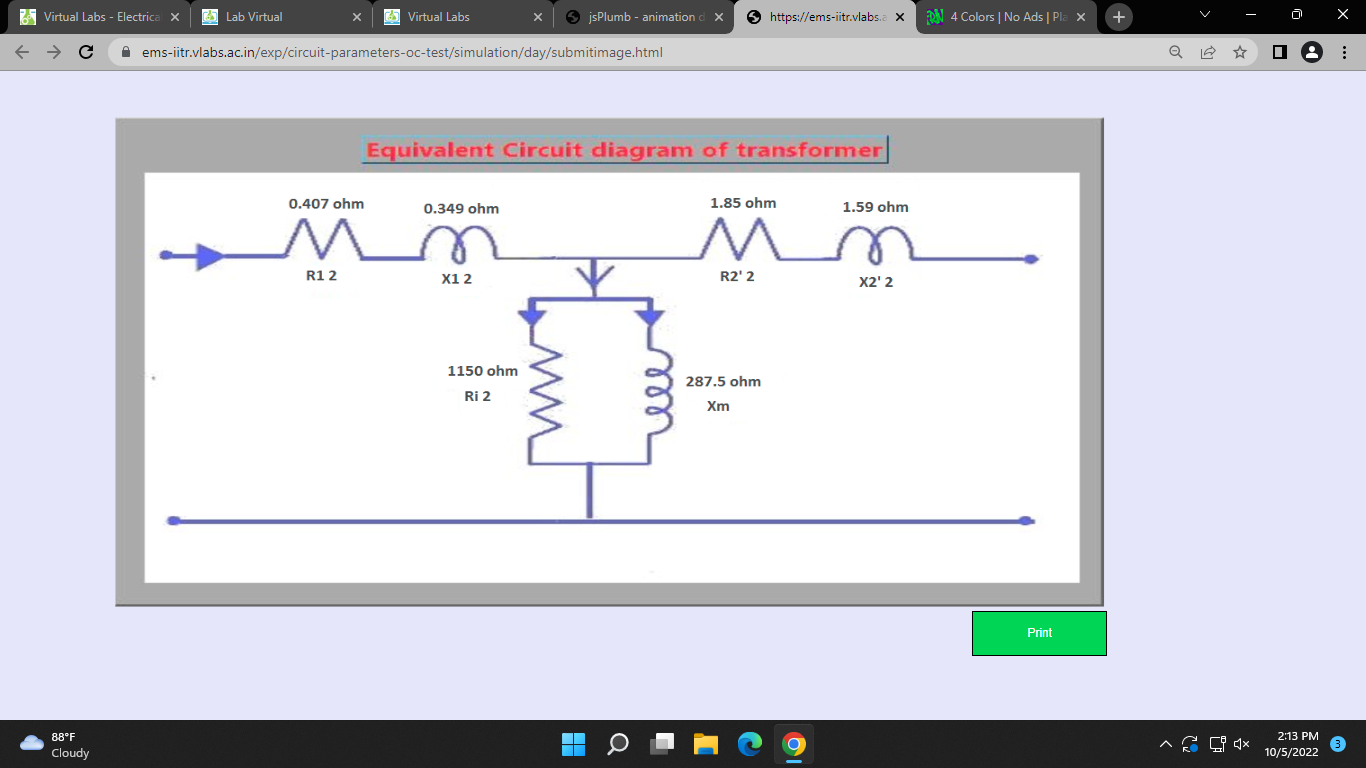 Virtual Labs - Electrica
Lab Virtual
Virtual Labs
jsPlumb - animation d
https://ems-iitr.vlabs.a
4 Colors | No Ads | Pla
ems-iitr.vlabs.ac.in/exp/circuit-parameters-oc-test/simulation/day/submitimage.html
Equivalent Circuit diagram of transformer
0.407 ohm
0.349 ohm
1.85 ohm
1.59 ohm
R1 2
X1 2
R2' 2
X2' 2
1150 ohm
Ri 2
287.5 ohm
Xm
Print
88°F
Cloudy
2:13 PM
10/5/2022
3